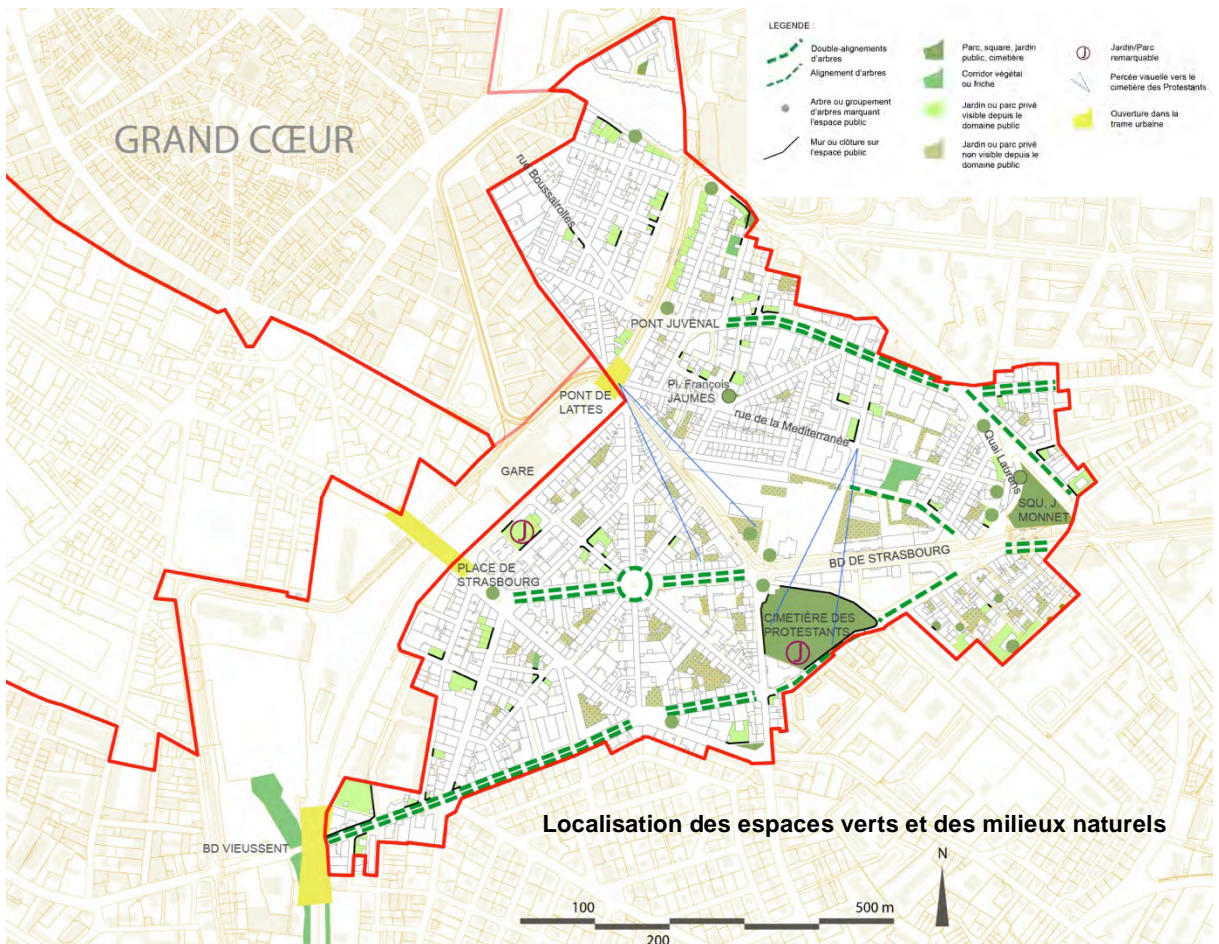 LEGENDE :
Double-alignements
d'arbres
Alignement d'arbres
Arbre ou groupement
d'arbres marquant
l'espace public
Mur ou clôture sur
l'espace public
Parc, square, jardin
public, cimetière
Corridor végétal
ou friche
Jardin ou parc privé
visible depuis le
domaine public
Jardin ou parc privé
non visible depuis le
domaine public
J
Jardin/Parc
remarquable
Percée visuelle vers le
cimetière des Protestants
Ouverture dans la
trame urbaine
GRAND CŒUR
rue Boussairolles
PONT JUVÉNAL
PONT DE
LATTES
Pl. François
JAUMES
rue de la Mediterranée
GARE
Quai Laurens
SQU. J.
MONNET
J
BD DE STRASBOURG
PLACE DE
STRASBOURG
CIMETIÈRE DES
PROTESTANTS
J
BD VIEUSSENT
Localisation des espaces verts et des milieux naturels
N
100
500 m
200